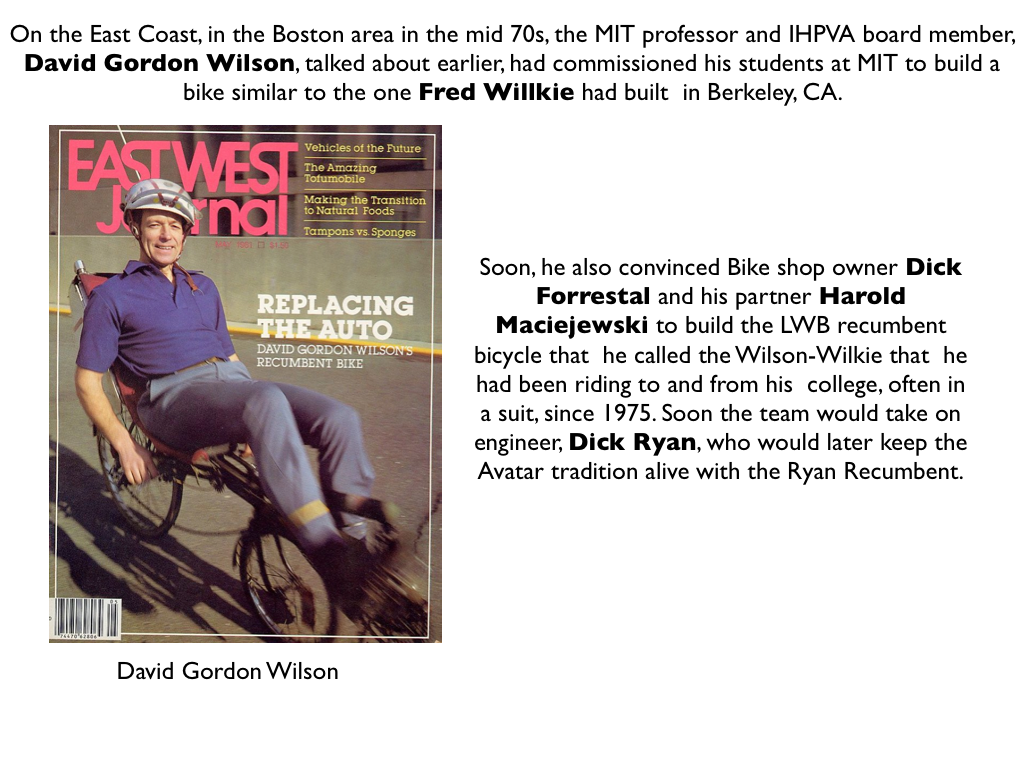 On the East Coast, in the Boston area in the mid 70s, the MIT professor and IHPVA board member,
David Gordon Wilson, talked about earlier, had commissioned his students at MIT to build a
bike similar to the one Fred Willkie had built in Berkeley, CA.
EAST WEST
Journal
Vehicles of the Future
The Amazing
Tofumobile
Making the Transition
to Natural Foods
Tampons vs. Sponges
REPLACING
THE AUTO
DAVID GORDON WILSON'S
RECUMBENT BIKE
Soon, he also convinced Bike shop owner Dick
Forrestal and his partner Harold
Maciejewski to build the LWB recumbent
bicycle that he called the Wilson-Wilkie that he
had been riding to and from his college, often in
a suit, since 1975. Soon the team would take on
engineer, Dick Ryan, who would later keep the
Avatar tradition alive with the Ryan Recumbent.
David Gordon Wilson